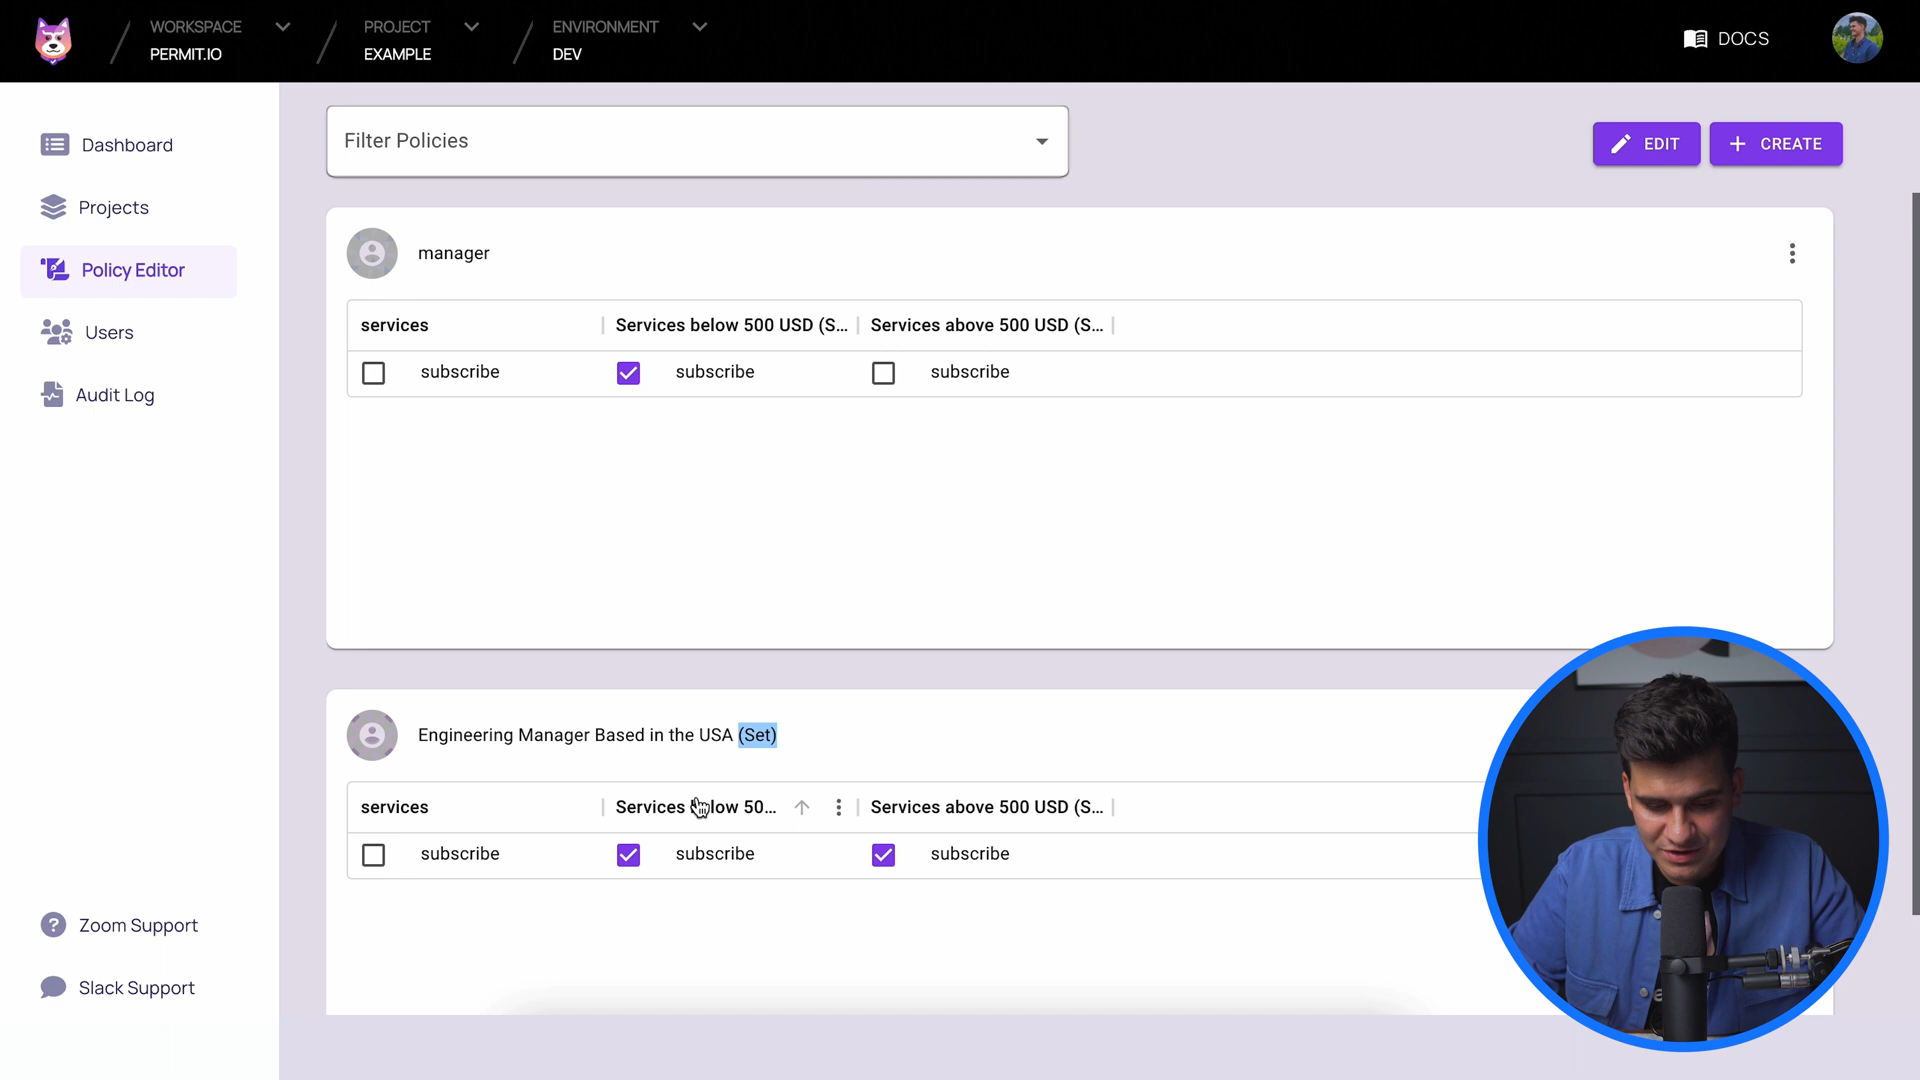 WORKSPACE
PERMIT.IO
PROJECT
EXAMPLE
ENVIRONMENT
DEV
DOCS
Dashboard
Projects
Policy Editor
Users
Audit Log
Zoom Support
Slack Support
Filter Policies
EDIT
CREATE
manager
services
Services below 500 USD (S...
Services above 500 USD (S...
subscribe
subscribe
subscribe
Engineering Manager Based in the USA (Set)
services
Services below 50...
Services above 500 USD (S...
subscribe
subscribe
subscribe